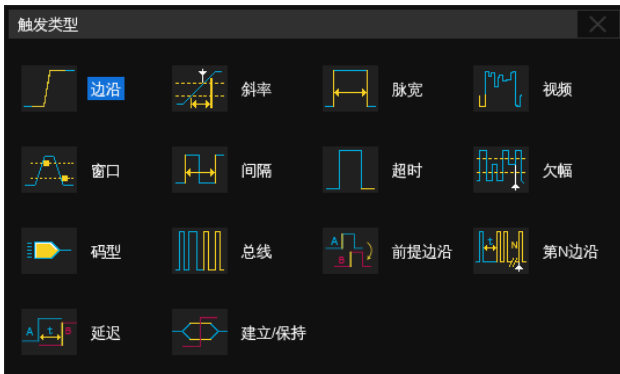 触发类型
边沿 斜率 脉宽 视频
窗口 间隔 超时 欠幅
码型 总线 A B 前提边沿 t N 第N边沿
A t B 延迟 建立/保持